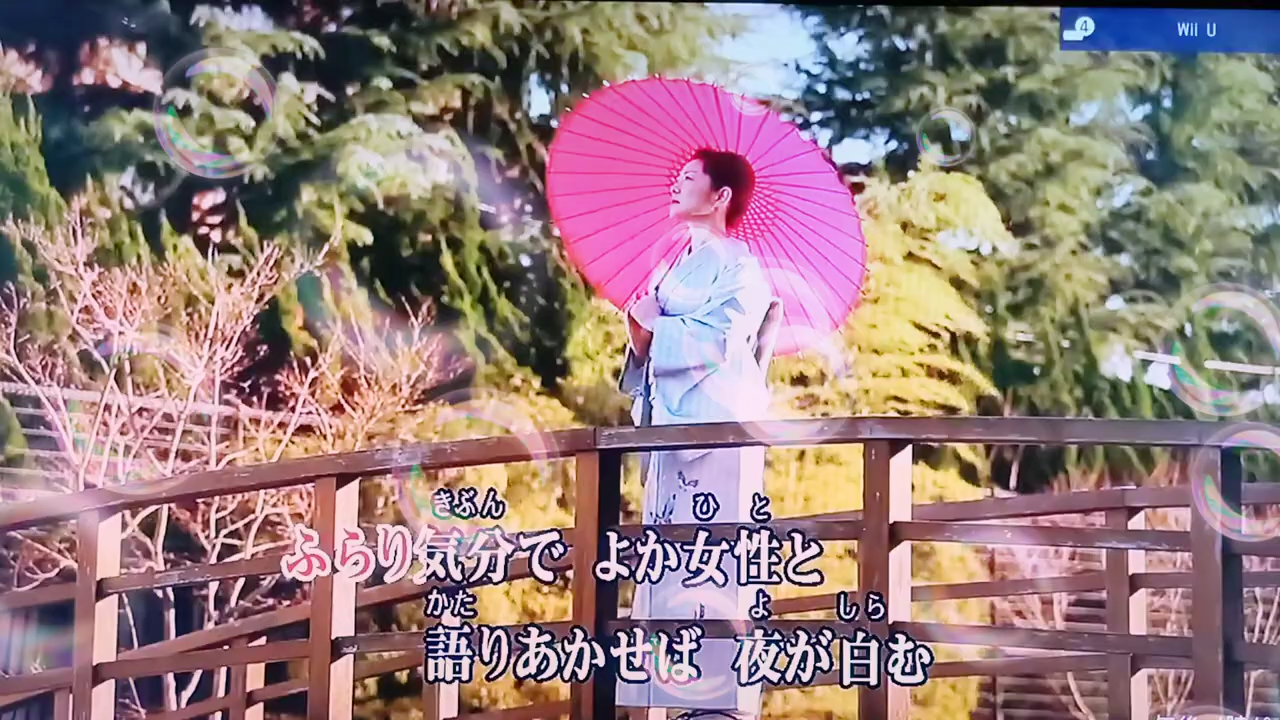 4 Wii U
きぶん ひと
ふらり気分で よか女性と
かた よ しら
語りあかせば 夜が白む